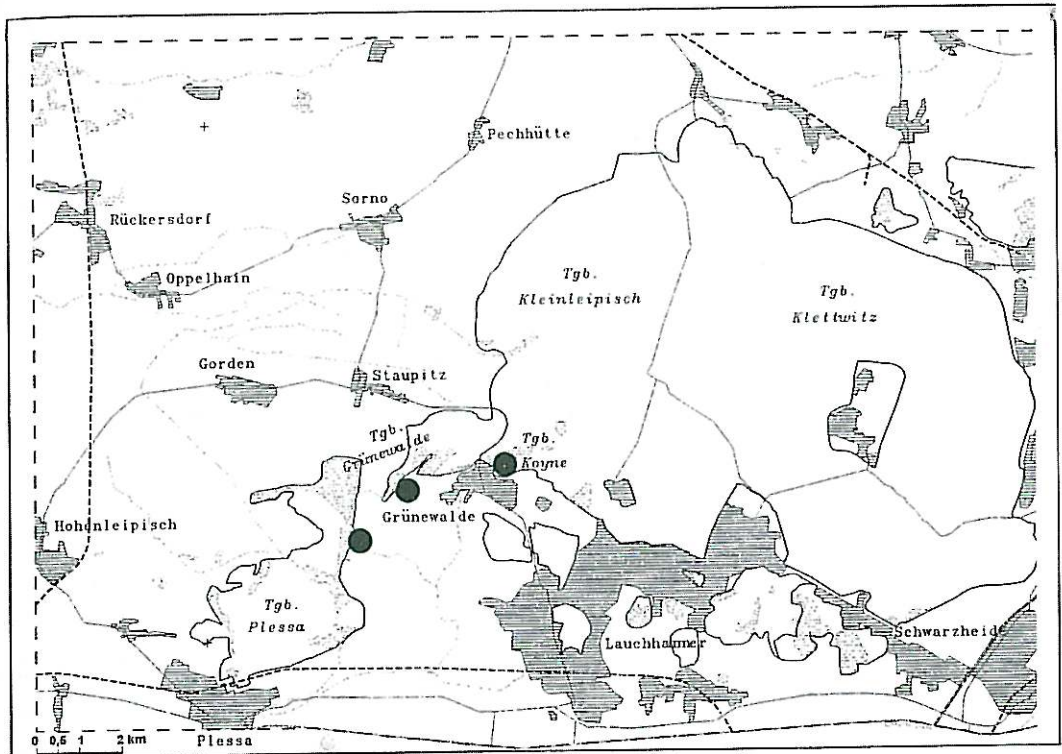 Pechhütte
Sorno
Rückersdorf
Oppelhain
Tgb.
Kleinleipisch
Tgb.
Klettwitz
Gorden
Staupitz
Tgb.
Grünewalde
Tgb.
Koyne
Grünewalde
Hohenleipisch
Tgb.
Plessa
Lauchhammer
Schwarzheide
0 0,5 1 2 km
Plessa